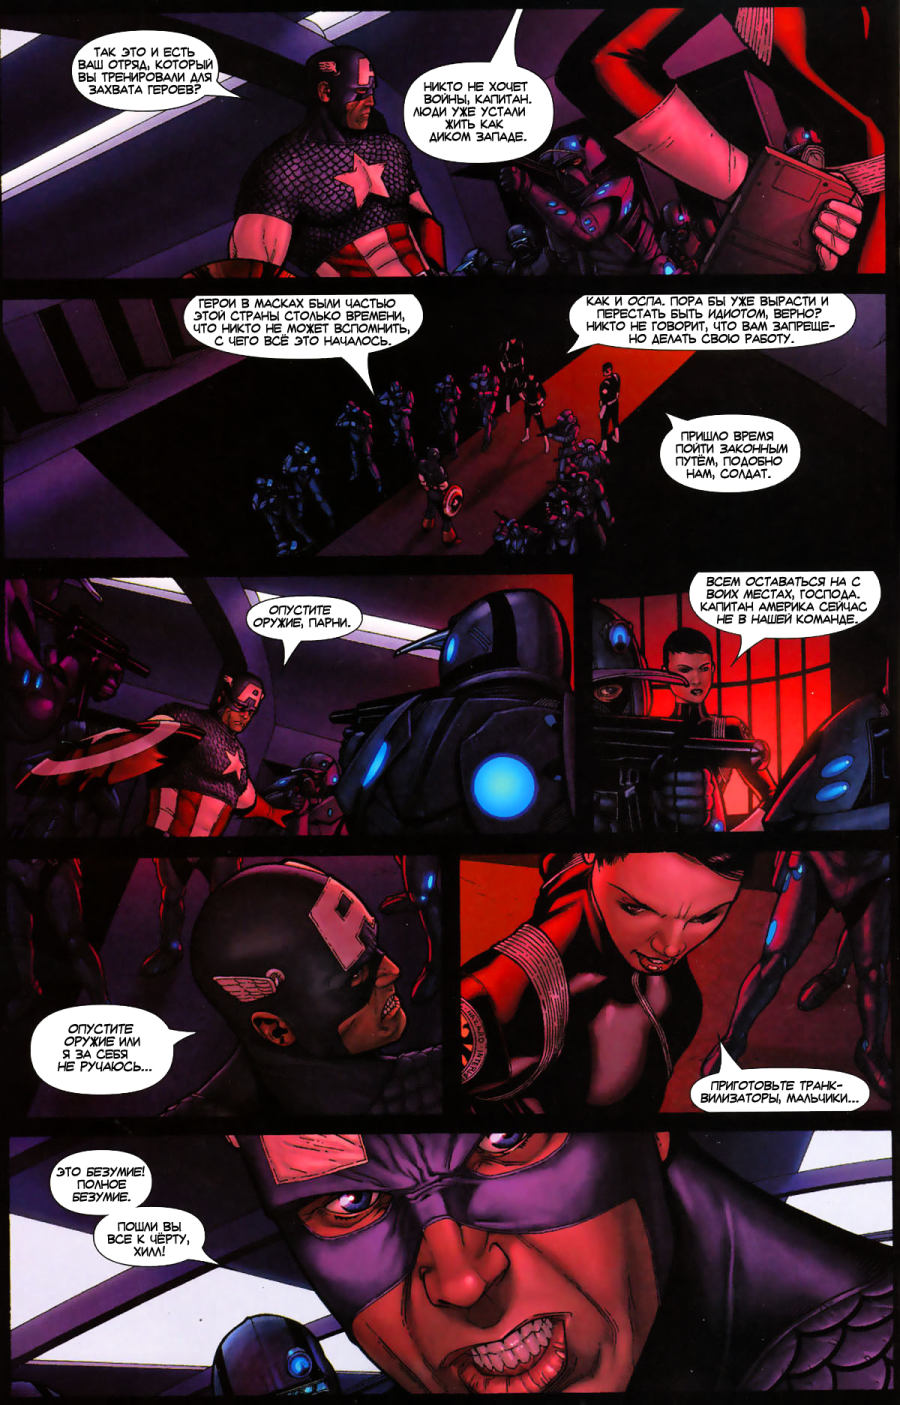 ТАК ЭТО И ЕСТЬ
ВАШ ОТРЯД, КОТОРЫЙ
ВЫ ТРЕНИРОВАЛИ ДЛЯ
ЗАХВАТА ГЕРОЕВ?
НИКТО НЕ ХОЧЕТ
ВОЙНЫ, КАПИТАН.
ЛЮДИ УЖЕ УСТАЛИ
ЖИТЬ КАК
ДИКОМ ЗАПАДЕ.
ГЕРОИ В МАСКАХ БЫЛИ ЧАСТЬЮ
ЭТОЙ СТРАНЫ СТОЛЬКО ВРЕМЕНИ,
ЧТО НИКТО НЕ МОЖЕТ ВСПОМНИТЬ,
С ЧЕГО ВСЁ ЭТО НАЧАЛОСЬ.
КАК И ОСПА. ПОРА БЫ УЖЕ ВЫРАСТИ И
ПЕРЕСТАТЬ БЫТЬ ИДИОТОМ, ВЕРНО?
НИКТО НЕ ГОВОРИТ, ЧТО ВАМ ЗАПРЕЩЕ-
НО ДЕЛАТЬ СВОЮ РАБОТУ.
ПРИШЛО ВРЕМЯ
ПОЙТИ ЗАКОННЫМ
ПУТЁМ, ПОДОБНО
НАМ, СОЛДАТ.
ОПУСТИТЕ
ОРУЖИЕ, ПАРНИ.
ВСЕМ ОСТАВАТЬСЯ НА С
ВОИХ МЕСТАХ, ГОСПОДА.
КАПИТАН АМЕРИКА СЕЙЧАС
НЕ В НАШЕЙ КОМАНДЕ.
A
ОПУСТИТЕ
ОРУЖИЕ ИЛИ
Я ЗА СЕБЯ
НЕ РУЧАЮСЬ...
ПРИГОТОВЬТЕ ТРАНК-
ВИЛИЗАТОРЫ, МАЛЬЧИКИ...
ЭТО БЕЗУМИЕ!
ПОЛНОЕ
БЕЗУМИЕ.
ПОШЛИ ВЫ
ВСЕ К ЧЁРТУ,
ХИЛЛ!